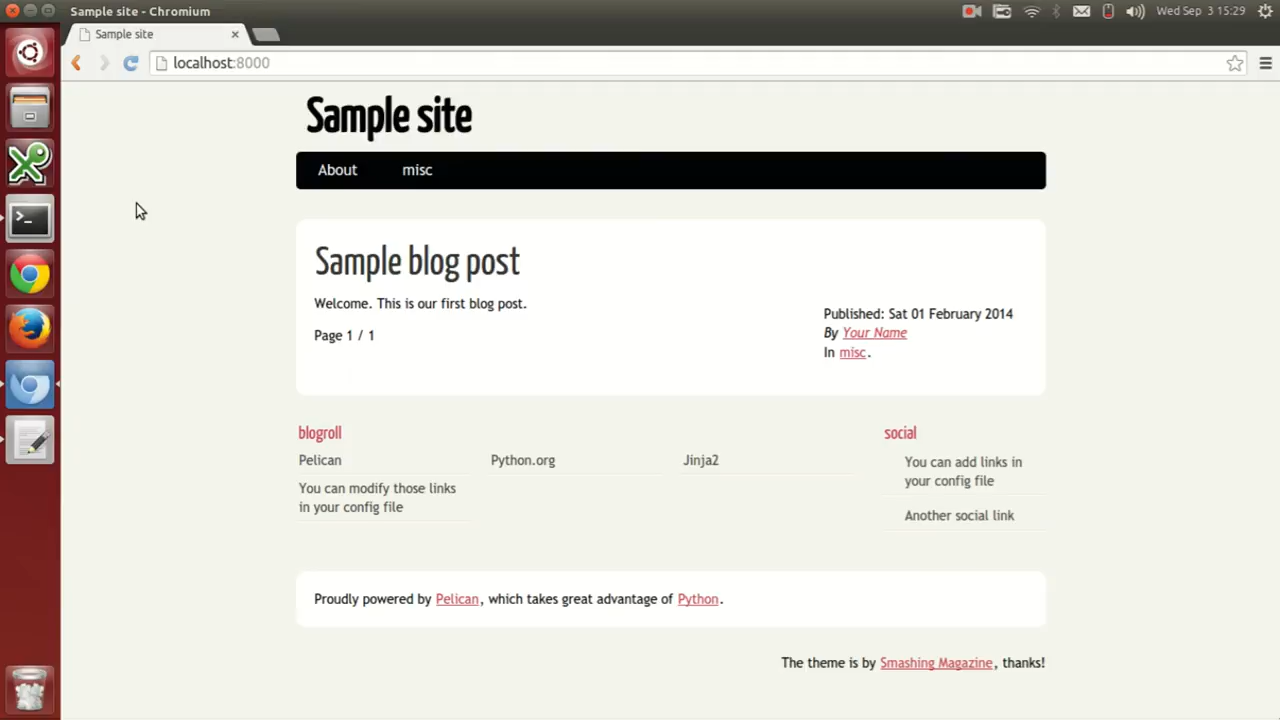 Sample site - Chromium
Wed Sep 3 15:29
Sample site
localhost:8000
Sample site
About misc
Sample blog post
Welcome. This is our first blog post.
Page 1 / 1
Published: Sat 01 February 2014
By Your Name
In misc.
blogroll
Pelican Python.org Jinja2
You can modify those links
in your config file
social
You can add links in
your config file
Another social link
Proudly powered by Pelican, which takes great advantage of Python.
The theme is by Smashing Magazine, thanks!